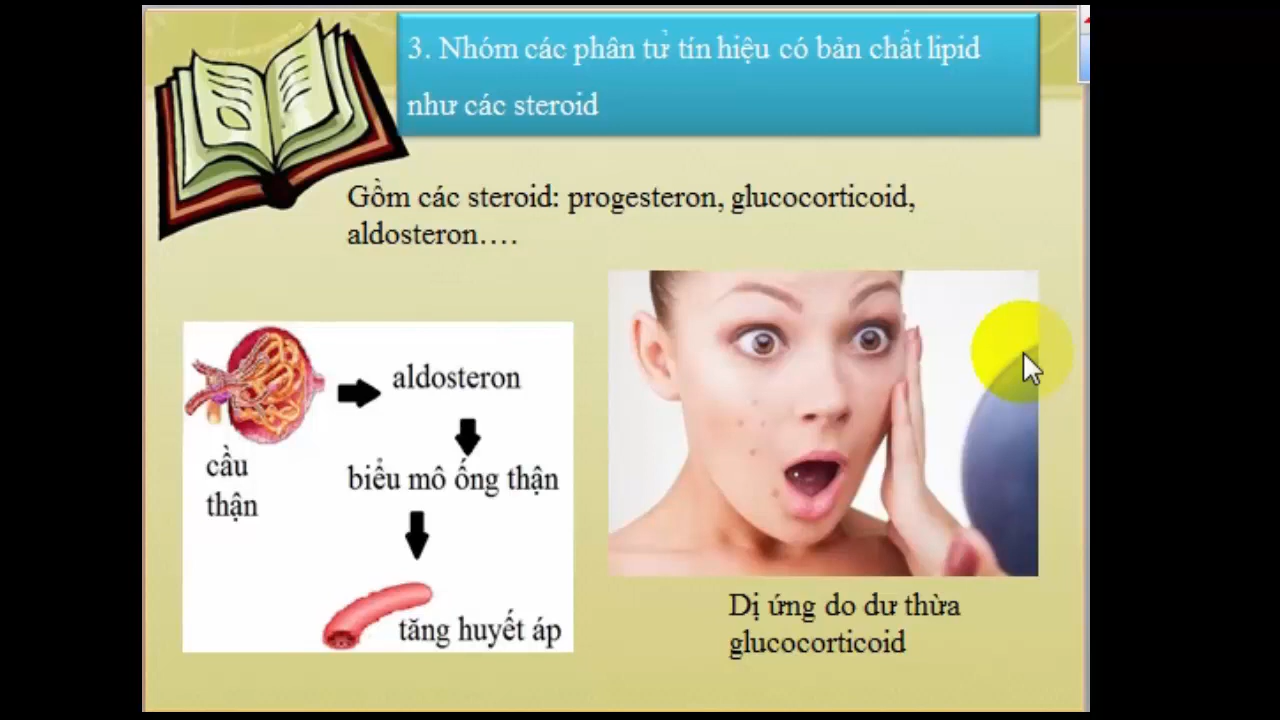 3. Nhóm các phân tử tín hiệu có bản chất lipid
như các steroid
Gồm các steroid: progesteron, glucocorticoid,
aldosteron….
aldosteron
cầu
thận
biểu mô ống thận
tăng huyết áp
Dị ứng do dư thừa
glucocorticoid